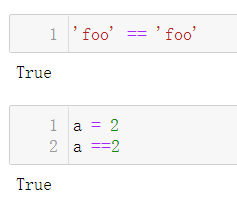 1 'foo' == 'foo'
True
1 a = 2
2 a ==2
True